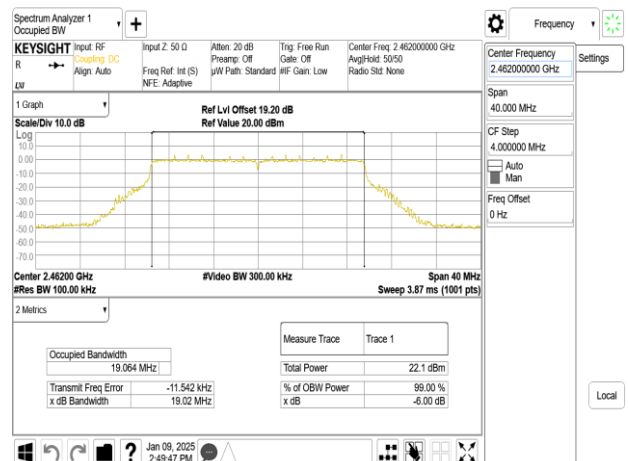 Spectrum Analyzer 1
Occupied BW
+
Frequency
KEYSIGHT
R
LXI
Input: RF
Coupling: DC
Align: Auto
Input Z: 50 Ω
Freq Ref: Int (S)
NFE: Adaptive
Atten: 20 dB
Preamp: Off
µW Path: Standard
Trig: Free Run
Gate: Off
#IF Gain: Low
Center Freq: 2.462000000 GHz
Avg|Hold: 50/50
Radio Std: None
Center Frequency
2.462000000 GHz
Settings
Span
40.000 MHz
CF Step
4.000000 MHz
Auto
Man
Freq Offset
0 Hz
Local
1 Graph
Scale/Div 10.0 dB
Ref Lvl Offset 19.20 dB
Ref Value 20.00 dBm
Log
10.0
0.00
-10.0
-20.0
-30.0
-40.0
-50.0
-60.0
-70.0
Center 2.46200 GHz
#Video BW 300.00 kHz
Span 40 MHz
#Res BW 100.00 kHz
Sweep 3.87 ms (1001 pts)
2 Metrics
Measure Trace Trace 1
Occupied Bandwidth
19.064 MHz
Total Power 22.1 dBm
Transmit Freq Error -11.542 kHz
% of OBW Power 99.00 %
x dB Bandwidth 19.02 MHz
x dB -6.00 dB
?
Jan 09, 2025
2:49:47 PM